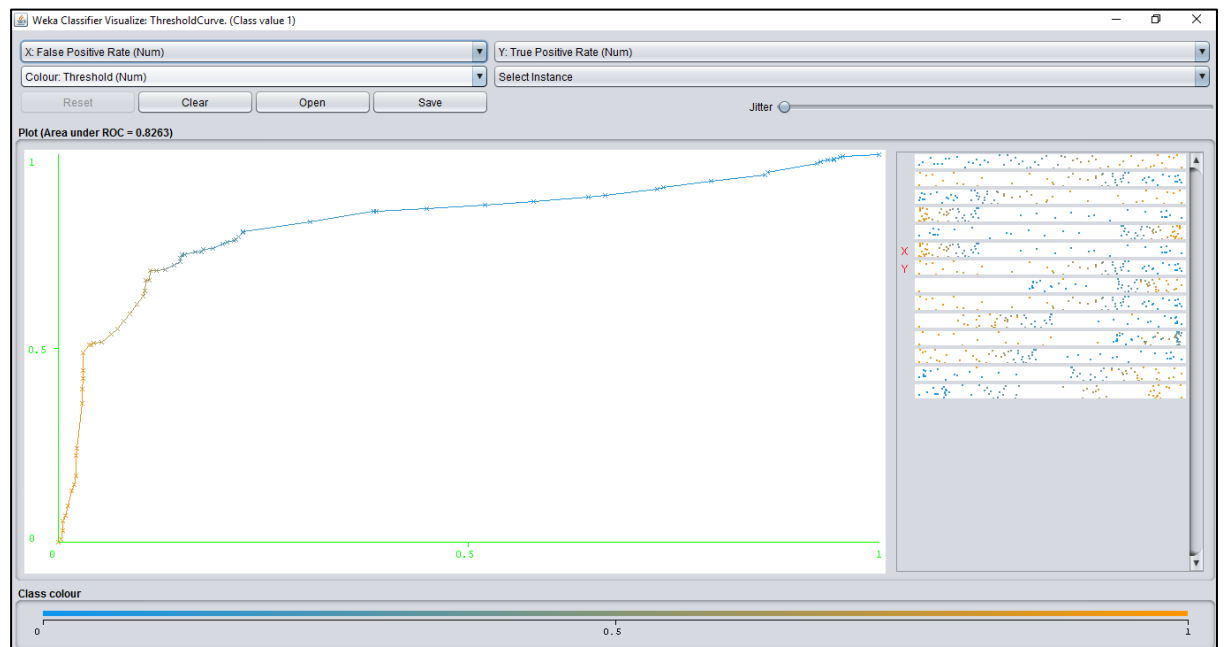 Weka Classifier Visualize: ThresholdCurve. (Class value 1)
X: False Positive Rate (Num) Y: True Positive Rate (Num)
Colour: Threshold (Num) Select Instance
Reset Clear Open Save Jitter
Plot (Area under ROC = 0.8263)
1
X
Y
0.5
0
0 0.5 1
Class colour
0 0.5 1